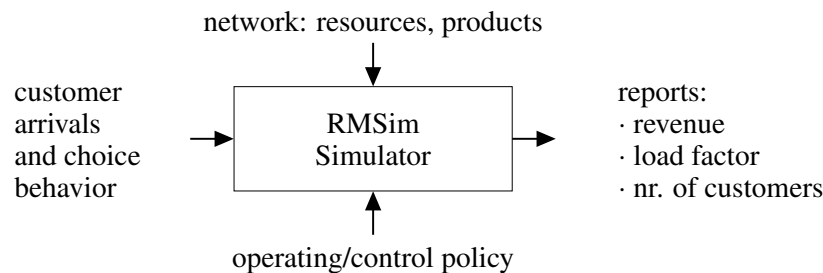 network: resources, products
customer
arrivals
and choice
behavior
RMSim
Simulator
reports:
· revenue
· load factor
· nr. of customers
operating/control policy